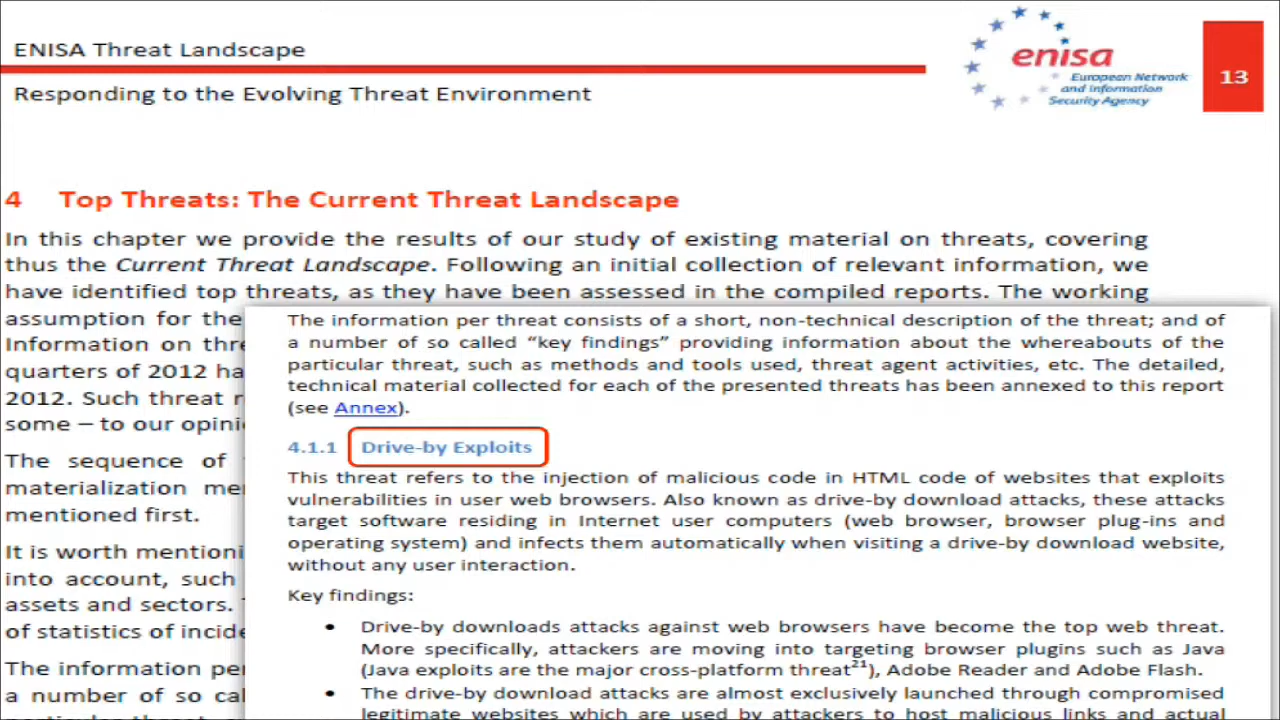 ENISA Threat Landscape
Responding to the Evolving Threat Environment
enisa
European Network
and Information
Security Agency
13
4 Top Threats: The Current Threat Landscape
In this chapter we provide the results of our study of existing material on threats, covering
thus the Current Threat Landscape. Following an initial collection of relevant information, we
have identified top threats, as they have been assessed in the compiled reports. The working
assumption for the
Information on thre
quarters of 2012 ha
2012. Such threat r
some – to our opini
The sequence of
materialization me
mentioned first.
It is worth mentioni
into account, such
assets and sectors.
of statistics of incide
The information per
a number of so cal
The information per threat consists of a short, non-technical description of the threat; and of
a number of so called “key findings” providing information about the whereabouts of the
particular threat, such as methods and tools used, threat agent activities, etc. The detailed,
technical material collected for each of the presented threats has been annexed to this report
(see Annex).
4.1.1 Drive-by Exploits
This threat refers to the injection of malicious code in HTML code of websites that exploits
vulnerabilities in user web browsers. Also known as drive-by download attacks, these attacks
target software residing in Internet user computers (web browser, browser plug-ins and
operating system) and infects them automatically when visiting a drive-by download website,
without any user interaction.
Key findings:
• Drive-by downloads attacks against web browsers have become the top web threat.
More specifically, attackers are moving into targeting browser plugins such as Java
(Java exploits are the major cross-platform threat21), Adobe Reader and Adobe Flash.
• The drive-by download attacks are almost exclusively launched through compromised
legitimate websites which are used by attackers to host malicious links and actual